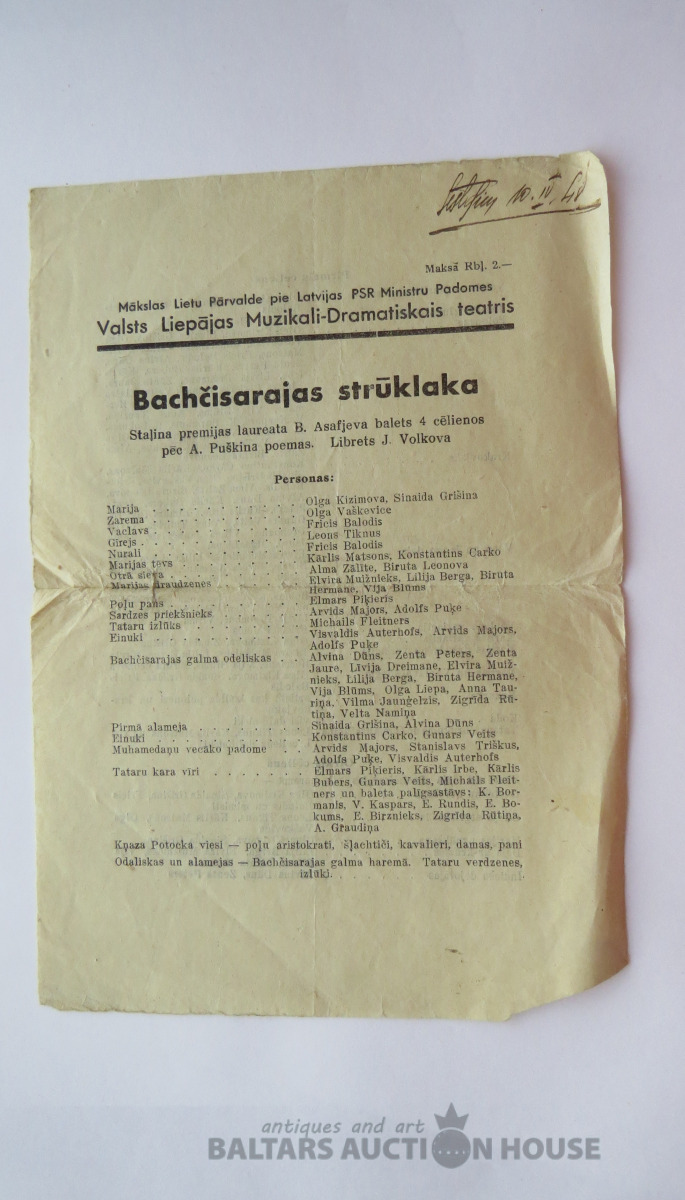 10. IV. 48
Maksā Rbļ. 2.—
Mākslas Lietu Pārvalde pie Latvijas PSR Ministru Padomes
Valsts Liepājas Muzikali-Dramatiskais teatris
Bachčisarajas strūklaka
Staļina premijas laureata B. Asafjeva balets 4 cēlienos
pēc A. Puškina poemas. Librets J. Volkova
Personas:
Marija . . . . . . . . . . . Olga Kizimova, Sinaida Grišina
Zarema . . . . . . . . . . . Olga Vaškevice
Vaclavs . . . . . . . . . . . Fricis Balodis
Girejs . . . . . . . . . . . Leons Tiknus
Nurali . . . . . . . . . . . Fricis Balodis
Marijas tevs . . . . . . . . . Kārlis Matsons, Konstantins Carko
Otrā sieva . . . . . . . . . Alma Zālīte, Biruta Leonova
Marijas draudzenes . . . . . . Elvira Muižnieks, Lilija Berga, Biruta
Hermane, Vija Blūms
Poļu pans . . . . . . . . . Elmars Piķieris
Sardzes priekšnieks . . . . . . Arvids Majors, Adolfs Puķe
Tataru izlūks . . . . . . . . Michails Fleitners
Einuki . . . . . . . . . . Visvaldis Auterhofs, Arvids Majors,
Adolfs Puķe
Bachčisarajas galma odeliskas . . Alvina Dūns, Zenta Pēters, Zenta
Jaure, Līvija Dreimane, Elvira Muiž-
nieks, Lilija Berga, Biruta Hermane,
Vija Blūms, Olga Liepa, Anna Tau-
riņa, Vilma Jaunģelzis, Zigrīda Rū-
tiņa, Velta Namiņa
Pirmā alameja . . . . . . . . Sinaida Grišina, Alvina Dūns
Einuki . . . . . . . . . . Konstantins Carko, Gunars Veits
Muhamedaņu vecāko padome . . Arvids Majors, Stanislavs Triškus,
Adolfs Puķe, Visvaldis Auterhofs
Tataru kara vīri . . . . . . . Elmars Piķieris, Kārlis Irbe, Kārlis
Bubers, Gunars Veits, Michails Fleit-
ners un baleta palīgsastāvs: K. Bor-
manis, V. Kaspars, E. Rundis, E. Bo-
kums, E. Birznieks, Zigrīda Rūtiņa,
A. Graudiņa
Kņaza Potocka viesi — poļu aristokrati, šļachtiči, kavalieri, damas, pani
Odaliskas un alamejas — Bachčisarajas galma haremā. Tataru verdzenes,
izlūki.
antiques and art
BALTARS AUCTION HOUSE